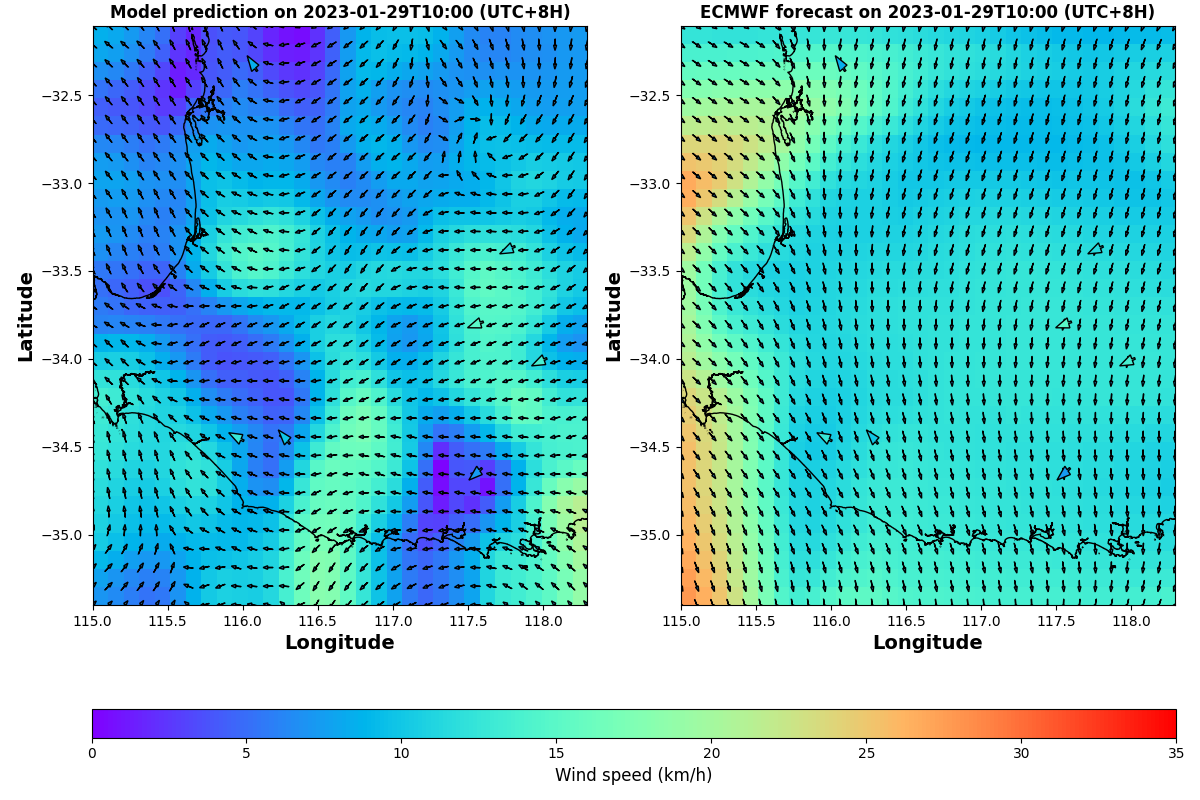 Model prediction on 2023-01-29T10:00 (UTC+8H)
ECMWF forecast on 2023-01-29T10:00 (UTC+8H)
Latitude
−32.5
−33.0
−33.5
−34.0
−34.5
−35.0
115.0 115.5 116.0 116.5 117.0 117.5 118.0
Longitude
Latitude
−32.5
−33.0
−33.5
−34.0
−34.5
−35.0
115.0 115.5 116.0 116.5 117.0 117.5 118.0
Longitude
0 5 10 15 20 25 30 35
Wind speed (km/h)